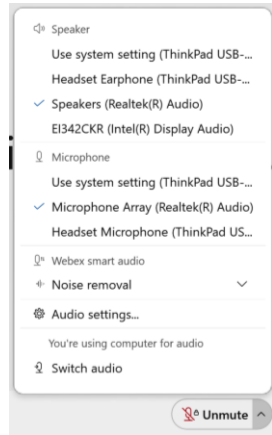 Speaker
Use system setting (ThinkPad USB-...
Headset Earphone (ThinkPad USB-...
Speakers (Realtek(R) Audio)
EI342CKR (Intel(R) Display Audio)
Microphone
Use system setting (ThinkPad USB-...
Microphone Array (Realtek(R) Audio)
Headset Microphone (ThinkPad US...
Webex smart audio
Noise removal
Audio settings...
You're using computer for audio
Switch audio
Unmute